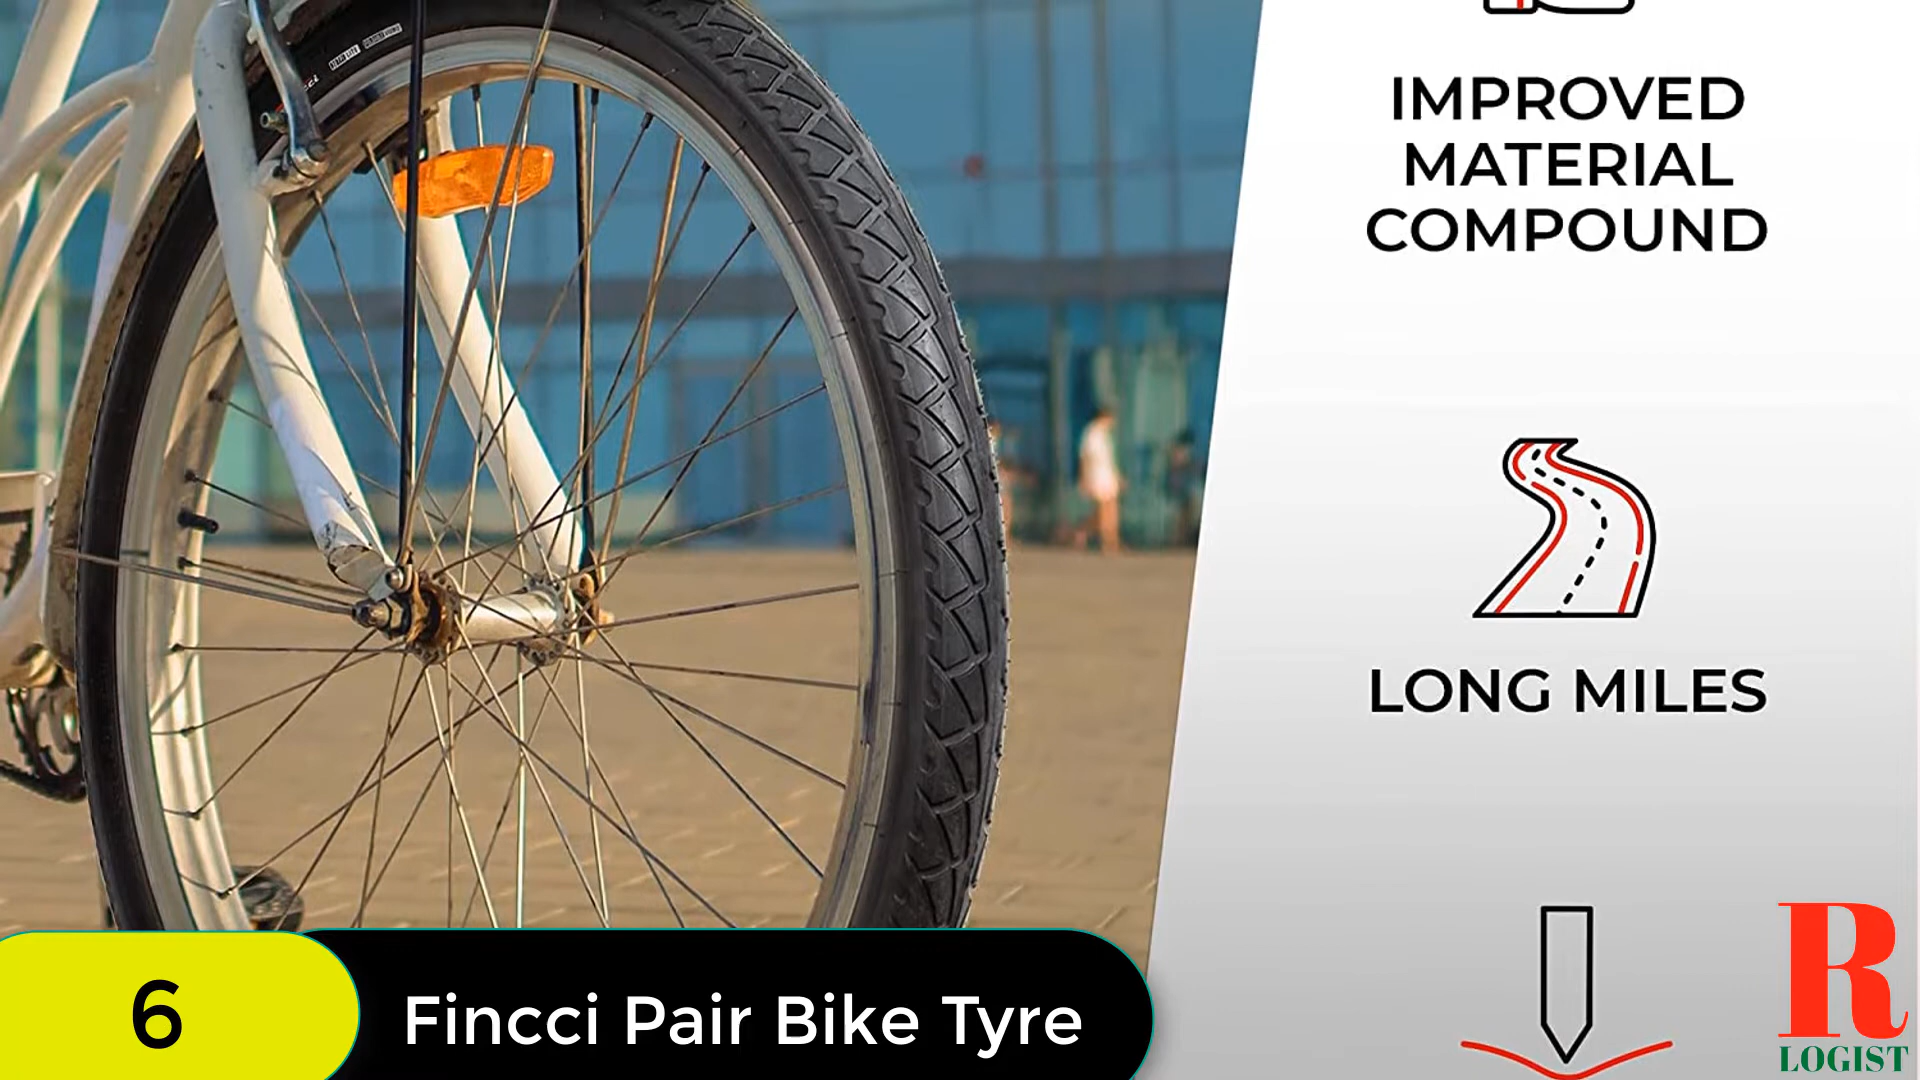 IMPROVED
MATERIAL
COMPOUND
LONG MILES
6
Fincci Pair Bike Tyre
R
LOGIST